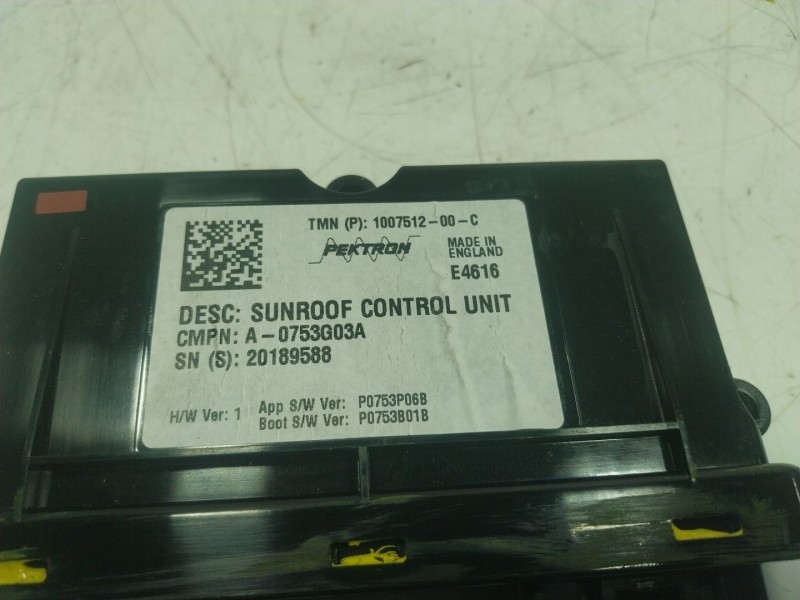 TMN (P): 1007512-00-C
PEKTRON
MADE IN
ENGLAND
E4616
DESC: SUNROOF CONTROL UNIT
CMPN: A-0753G03A
SN (S): 20189588
H/W Ver: 1
App S/W Ver: P0753P06B
Boot S/W Ver: P0753B01B